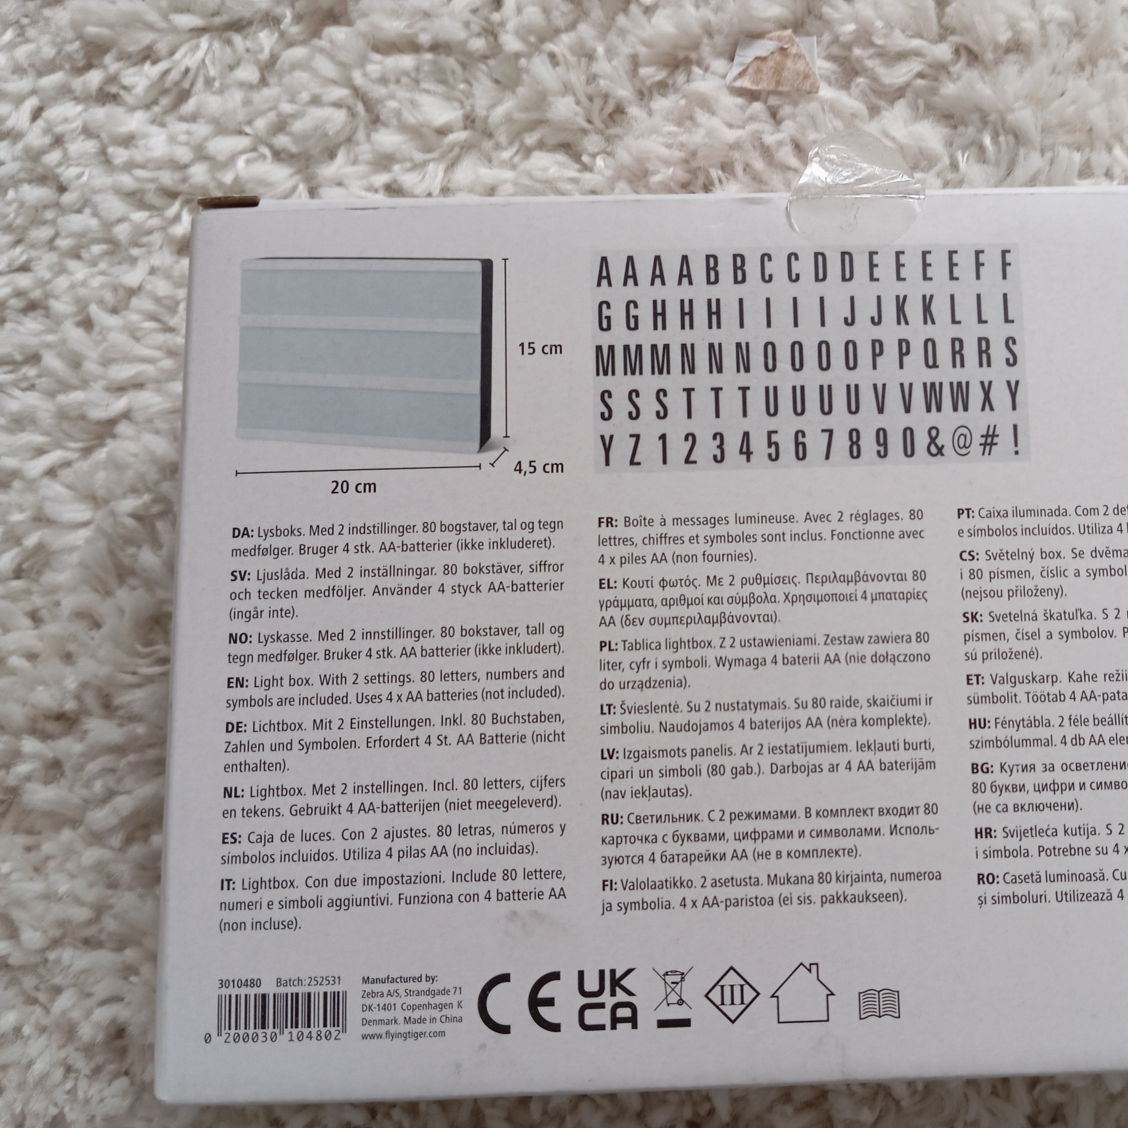 15 cm
4,5 cm
20 cm
A A A A B B C C D D E E E E F F
G G H H H I I I I J J K K L L L
M M M N N N O O O O P P Q R R S
S S S T T T U U U U V V W W X Y
Y Z 1 2 3 4 5 6 7 8 9 0 & @ # !
DA: Lysboks. Med 2 indstillinger. 80 bogstaver, tal og tegn
medfølger. Bruger 4 stk. AA-batterier (ikke inkluderet).
SV: Ljuslåda. Med 2 inställningar. 80 bokstäver, siffror
och tecken medföljer. Använder 4 styck AA-batterier
(ingår inte).
NO: Lyskasse. Med 2 innstillinger. 80 bokstaver, tall og
tegn medfølger. Bruker 4 stk. AA batterier (ikke inkludert).
EN: Light box. With 2 settings. 80 letters, numbers and
symbols are included. Uses 4 x AA batteries (not included).
DE: Lichtbox. Mit 2 Einstellungen. Inkl. 80 Buchstaben,
Zahlen und Symbolen. Erfordert 4 St. AA Batterie (nicht
enthalten).
NL: Lightbox. Met 2 instellingen. Incl. 80 letters, cijfers
en tekens. Gebruikt 4 AA-batterijen (niet meegeleverd).
ES: Caja de luces. Con 2 ajustes. 80 letras, números y
símbolos incluidos. Utiliza 4 pilas AA (no incluidas).
IT: Lightbox. Con due impostazioni. Include 80 lettere,
numeri e simboli aggiuntivi. Funziona con 4 batterie AA
(non incluse).
FR: Boîte à messages lumineuse. Avec 2 réglages. 80
lettres, chiffres et symboles sont inclus. Fonctionne avec
4 x piles AA (non fournies).
EL: Κουτί φωτός. Με 2 ρυθμίσεις. Περιλαμβάνονται 80
γράμματα, αριθμοί και σύμβολα. Χρησιμοποιεί 4 μπαταρίες
AA (δεν συμπεριλαμβάνονται).
PL: Tablica lightbox. Z 2 ustawieniami. Zestaw zawiera 80
liter, cyfr i symboli. Wymaga 4 baterii AA (nie dołączono
do urządzenia).
LT: Švieslentė. Su 2 nustatymais. Su 80 raide, skaičiumi ir
simboliu. Naudojamos 4 baterijos AA (nėra komplekte).
LV: Izgaismots panelis. Ar 2 iestatījumiem. Iekļauti burti,
cipari un simboli (80 gab.). Darbojas ar 4 AA baterijām
(nav iekļautas).
RU: Светильник. С 2 режимами. В комплект входит 80
карточка с буквами, цифрами и символами. Исполь-
зуются 4 батарейки AA (не в комплекте).
FI: Valolaatikko. 2 asetusta. Mukana 80 kirjainta, numeroa
ja symbolia. 4 x AA-paristoa (ei sis. pakkaukseen).
PT: Caixa iluminada. Com 2
e símbolos incluídos. Utiliza 4
CS: Světelný box. Se dvěma
i 80 písmen, číslic a symbol
(nejsou přiloženy).
SK: Svetelná škatuľka. S 2
písmen, čísel a symbolov.
sú priložené).
ET: Valguskarp. Kahe
sümbolit. Töötab 4
HU: Fénytábla. 2 féle
szimbólummal. 4 db AA
BG: Кутия за
80 букви, цифри и
(не са включени).
HR: Svijetleća kutija. S 2
i simbola. Potrebne su 4
RO: Casetă luminoasă. Cu
și simboluri. Utilizează 4
3010480 Batch:252531
0 200030 104802
Manufactured by:
Zebra A/S, Strandgade 71
DK-1401 Copenhagen K
Denmark. Made in China
www.flyingtiger.com
CE
UK
CA
III